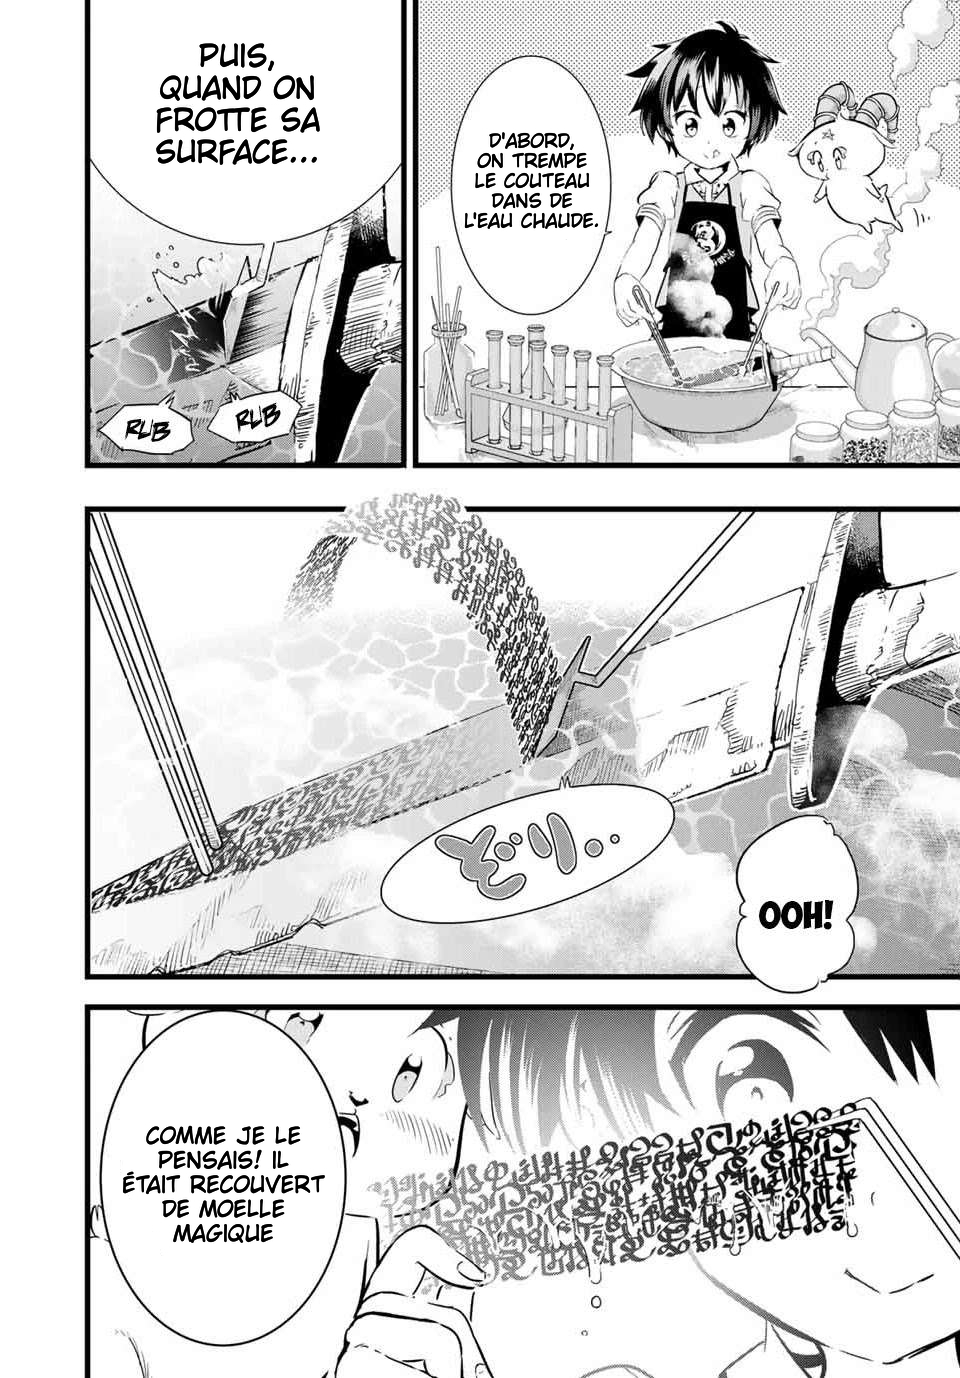 D'ABORD,
ON TREMPE
LE COUTEAU
DANS DE
L'EAU CHAUDE.
PUIS,
QUAND ON
FROTTE SA
SURFACE...
RUB
RUB
どり..
OOH!
COMME JE LE
PENSAIS! IL
ÉTAIT RECOUVERT
DE MOELLE
MAGIQUE